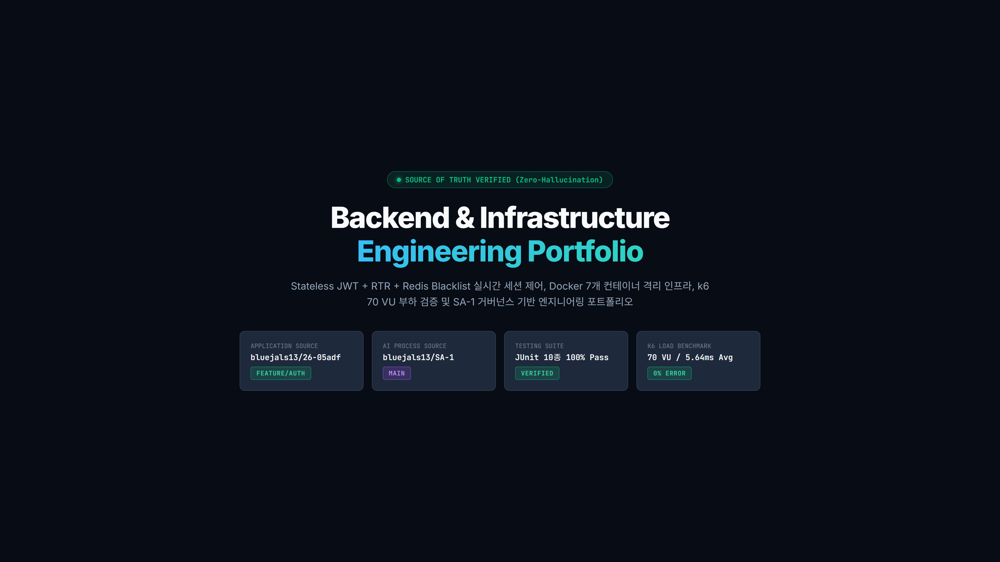 SOURCE OF TRUTH VERIFIED (Zero-Hallucination)
Backend & Infrastructure
Engineering Portfolio
Stateless JWT + RTR + Redis Blacklist 실시간 세션 제어, Docker 7개 컨테이너 격리 인프라, k6
70 VU 부하 검증 및 SA-1 거버넌스 기반 엔지니어링 포트폴리오
APPLICATION SOURCE
bluejals13/26-05adf
FEATURE/AUTH
AI PROCESS SOURCE
bluejals13/SA-1
MAIN
TESTING SUITE
JUnit 10종 100% Pass
VERIFIED
K6 LOAD BENCHMARK
70 VU / 5.64ms Avg
0% ERROR